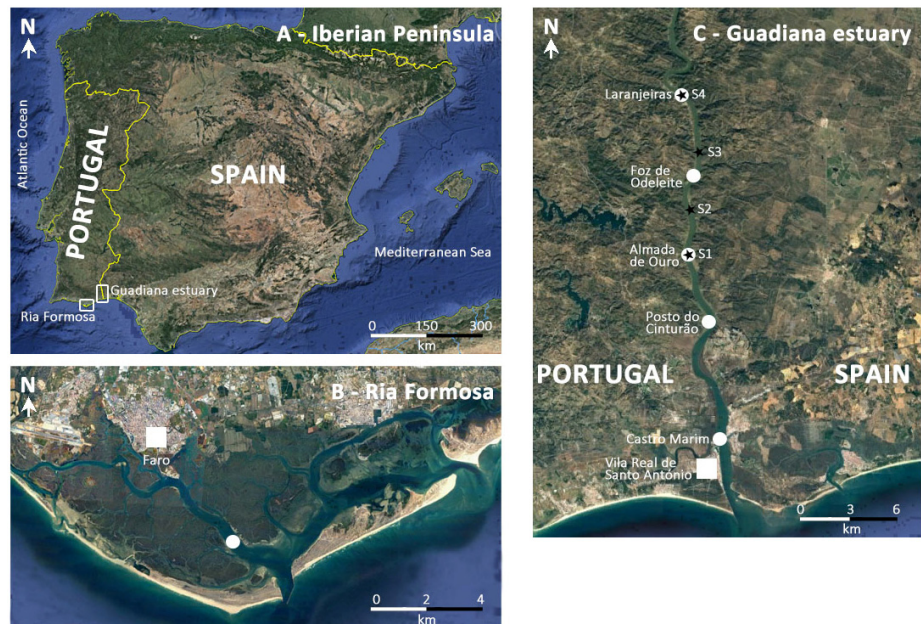 N
A - Iberian Peninsula
Atlantic Ocean
PORTUGAL
SPAIN
Mediterranean Sea
Guadiana estuary
Ria Formosa
0 150 300
km
N
B - Ria Formosa
Faro
0 2 4
km
N
C - Guadiana estuary
Laranjeiras
S4
S3
Foz de
Odeleite
S2
Almada
de Ouro
S1
Posto do
Cinturão
PORTUGAL
SPAIN
Castro Marim
Vila Real de
Santo António
0 3 6
km